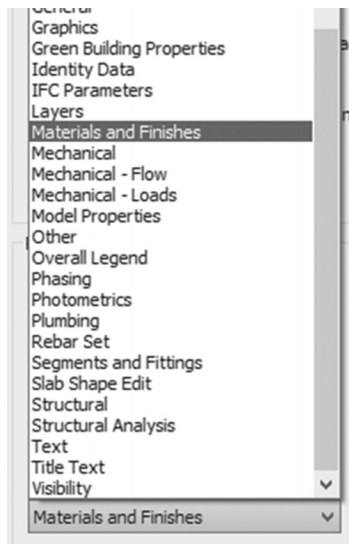 General
Graphics
Green Building Properties
Identity Data
IFC Parameters
Layers
Materials and Finishes
Mechanical
Mechanical - Flow
Mechanical - Loads
Model Properties
Other
Overall Legend
Phasing
Photometrics
Plumbing
Rebar Set
Segments and Fittings
Slab Shape Edit
Structural
Structural Analysis
Text
Title Text
Visibility
Materials and Finishes